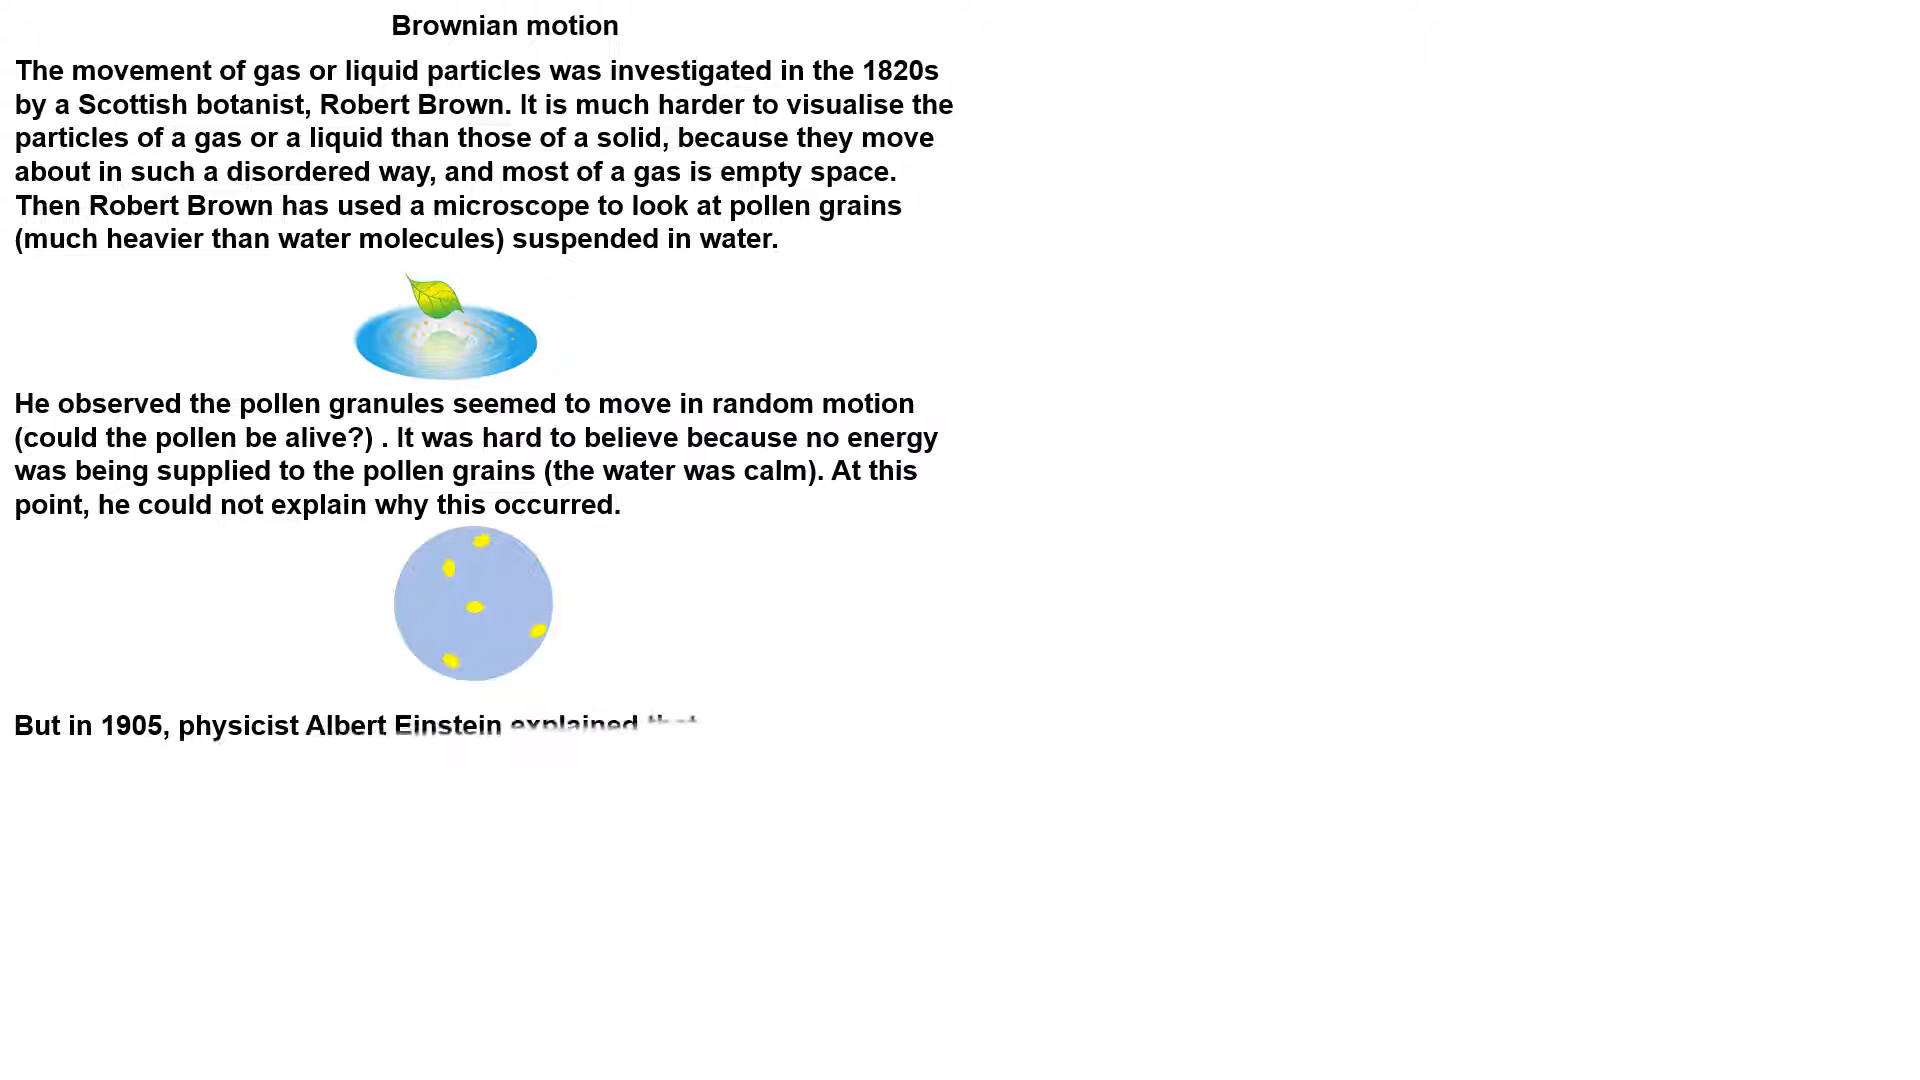 Brownian motion
The movement of gas or liquid particles was investigated in the 1820s
by a Scottish botanist, Robert Brown. It is much harder to visualise the
particles of a gas or a liquid than those of a solid, because they move
about in such a disordered way, and most of a gas is empty space.
Then Robert Brown has used a microscope to look at pollen grains
(much heavier than water molecules) suspended in water.
He observed the pollen granules seemed to move in random motion
(could the pollen be alive?) . It was hard to believe because no energy
was being supplied to the pollen grains (the water was calm). At this
point, he could not explain why this occurred.
But in 1905, physicist Albert Einstein explained